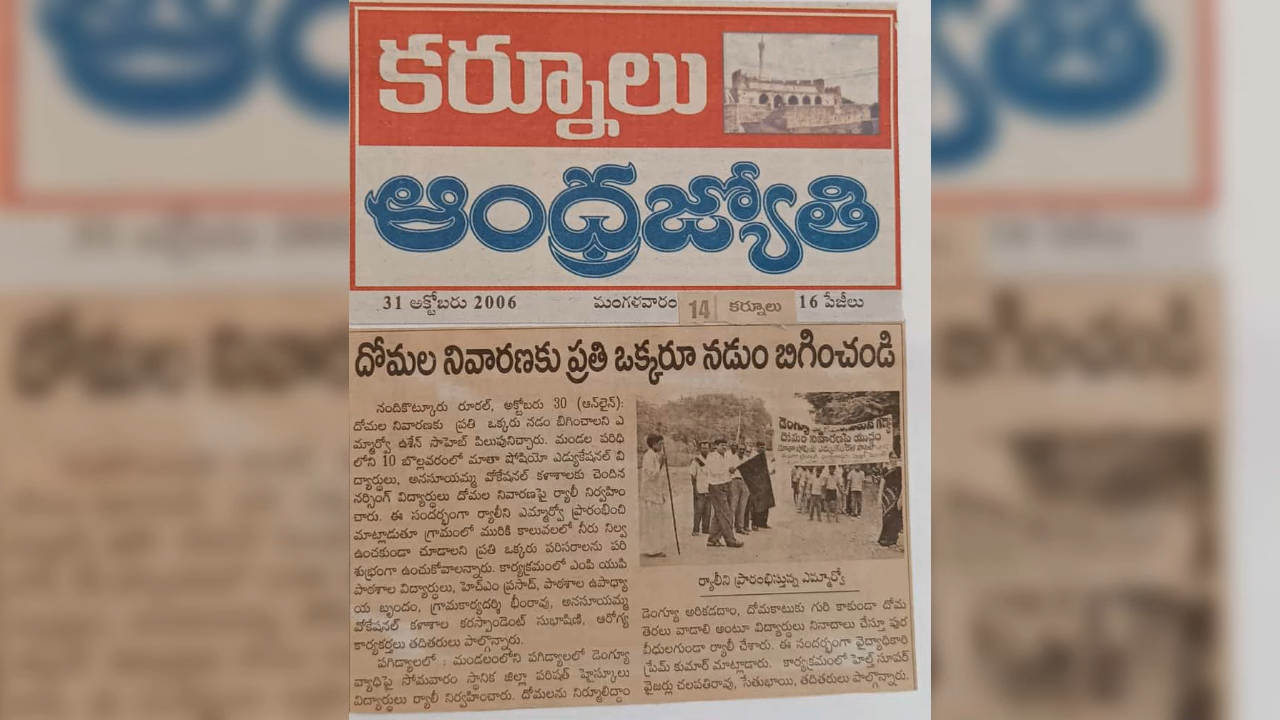 కర్నూలు
ఆంధ్రజ్యోతి
31 అక్టోబరు 2006 మంగళవారం 14 కర్నూలు 16 పేజీలు
దోమల నివారణకు ప్రతి ఒక్కరూ నడుం బిగించండి
నందికొట్కూరు రూరల్, అక్టోబరు 30 (ఆన్‌లైన్):
దోమల నివారణకు ప్రతి ఒక్కరు నడం బిగించాలని ఎ
మ్మార్వో ఉశేన్ సాహెబ్ పిలుపునిచ్చారు. మండల పరిధి
లోని 10 బొల్లవరంలో మాతా షోషియో ఎడ్యుకేషనల్ వి
ద్యార్థులు, అనసూయమ్మ వోకేషనల్ కళాశాలకు చెందిన
నర్సింగ్ విద్యార్థులు దోమల నివారణపై ర్యాలీ నిర్వహిం
చారు. ఈ సందర్భంగా ర్యాలీని ఎమ్మార్వో ప్రారంభించి
మాట్లాడుతూ గ్రామంలో మురికి కాలువలలో నీరు నిల్వ
ఉంచకుండా చూడాలని ప్రతి ఒక్కరు పరిసరాలను పరి
శుభ్రంగా ఉంచుకోవాలన్నారు. కార్యక్రమంలో ఎంపి యుపి
పాఠశాల విద్యార్థులు, హెచ్ఎం ప్రసాద్, పాఠశాల ఉపాధ్యా
య బృందం, గ్రామకార్యదర్శి భీంరావు, అనసూయమ్మ
వోకేషనల్ కళాశాల కరస్పాండెంట్ సుభాషిణి, ఆరోగ్య
కార్యకర్తలు తదితరులు పాల్గొన్నారు.
పగిడ్యాలలో : మండలంలోని పగిడ్యాలలో డెంగ్యూ
వ్యాధిపై సోమవారం స్థానిక జిల్లా పరిషత్ హైస్కూలు
విద్యార్థులు ర్యాలీ నిర్వహించారు. దోమలను నిర్మూలిద్దాం
దోమల నివారణపై యుద్ధం
ర్యాలీని ప్రారంభిస్తున్న ఎమ్మార్వో
డెంగ్యూ అరికడదాం, దోమకాటుకు గురి కాకుండా దోమ
తెరలు వాడాలి అంటూ విద్యార్థులు నినాదాలు చేస్తూ పుర
వీధులగుండా ర్యాలీ చేశారు. ఈ సందర్భంగా వైద్యాధికారి
ప్రేమ్ కుమార్ మాట్లాడారు. కార్యక్రమంలో హెల్త్ సూపర్
వైజర్లు చలపతిరావు, సేతుభాయి, తదితరులు పాల్గొన్నారు.